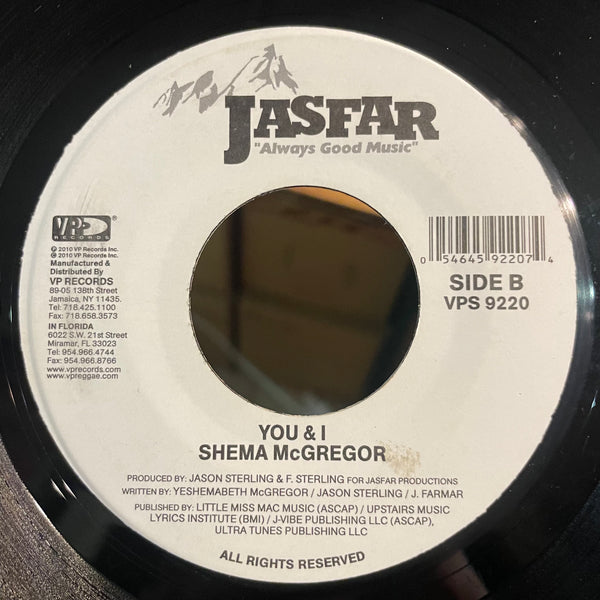 JASFAR
"Always Good Music"
VP
RECORDS
®
℗ 2010 VP Records Inc.
© 2010 VP Records Inc.
Manufactured &
Distributed By
VP RECORDS
89-05 138th Street
Jamaica, NY 11435.
Tel: 718.425.1100
Fax: 718.658.3573
IN FLORIDA
6022 S.W. 21st Street
Miramar, FL 33023
Tel: 954.966.4744
Fax: 954.966.8766
www.vprecords.com
www.vpreggae.com
0 54645 92207 4
SIDE B
VPS 9220
YOU & I
SHEMA McGREGOR
PRODUCED BY: JASON STERLING & F. STERLING FOR JASFAR PRODUCTIONS
WRITTEN BY: YESHEMABETH McGREGOR / JASON STERLING / J. FARMAR
PUBLISHED BY: LITTLE MISS MAC MUSIC (ASCAP) / UPSTAIRS MUSIC
LYRICS INSTITUTE (BMI) / J-VIBE PUBLISHING LLC (ASCAP),
ULTRA TUNES PUBLISHING LLC
ALL RIGHTS RESERVED